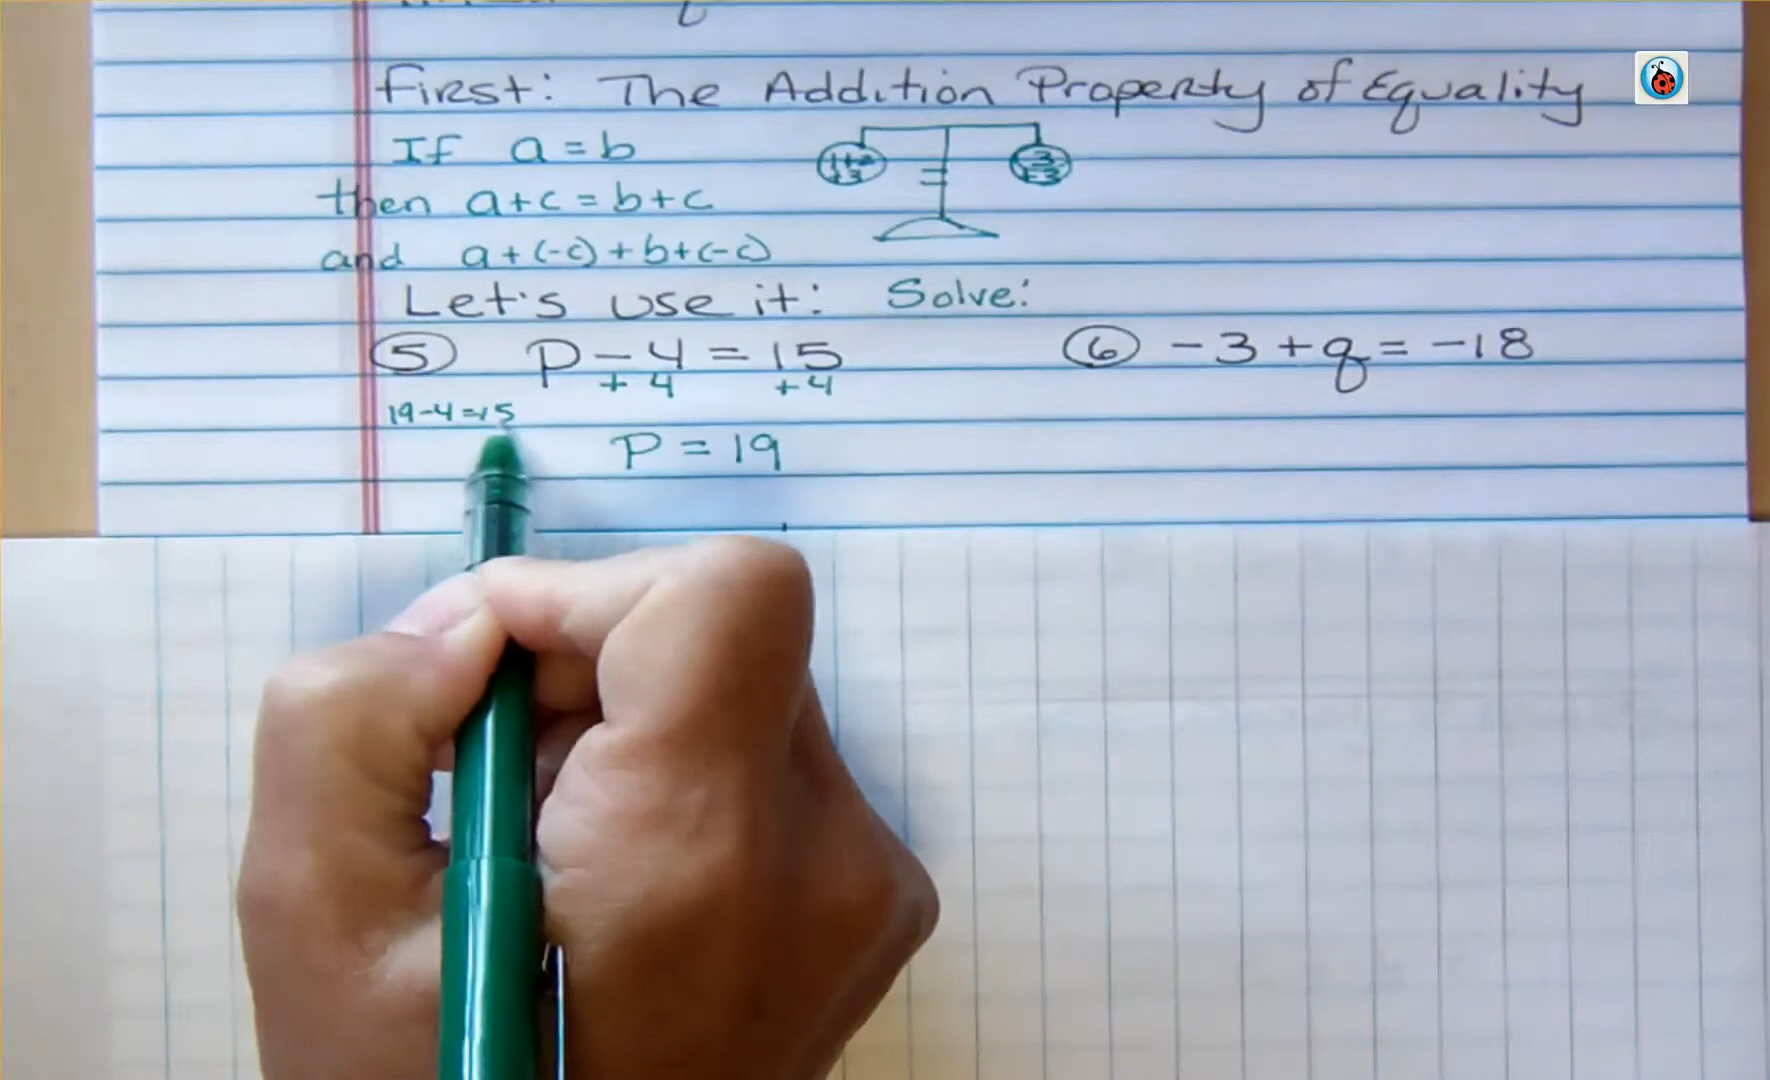 First: The Addition Property of Equality
If a = b
then a+c = b+c
and a+(-c)+b+(-c)
Let's use it: Solve:
5 P - 4 = 15
+ 4 +4
19-4=15
P = 19
6 -3+q = -18